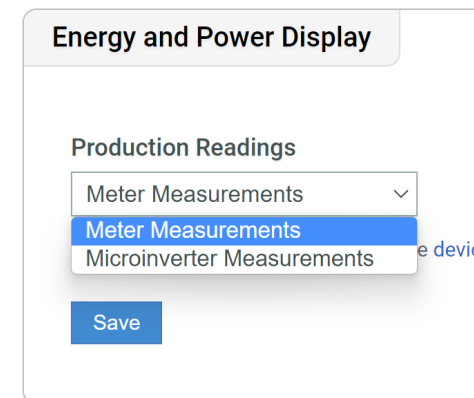 Energy and Power Display
Production Readings
Meter Measurements
Meter Measurements
Microinverter Measurements
Save